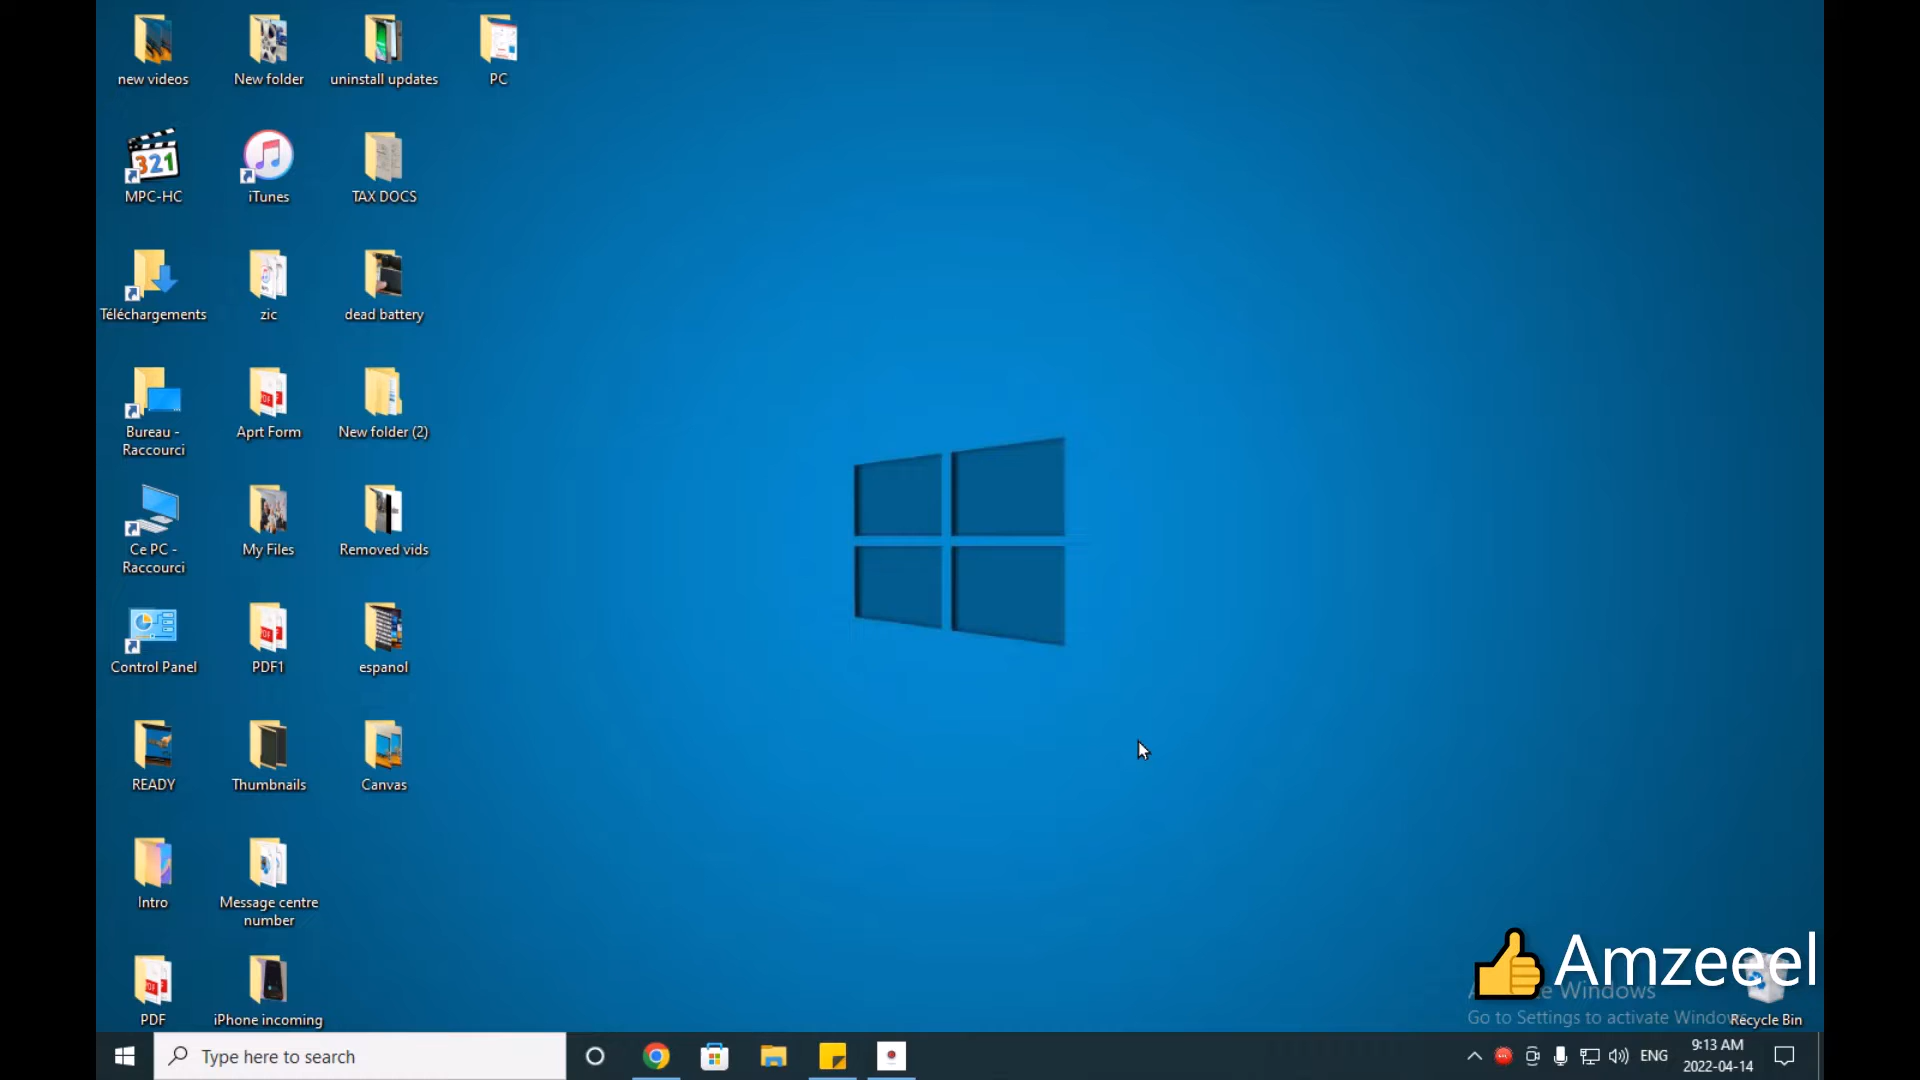 new videos
New folder
uninstall updates
PC
MPC-HC
iTunes
TAX DOCS
Téléchargements
zic
dead battery
Bureau -
Raccourci
Aprt Form
New folder (2)
Ce PC -
Raccourci
My Files
Removed vids
Control Panel
PDF1
espanol
READY
Thumbnails
Canvas
Intro
Message centre
number
PDF
iPhone incoming
Amzeeel
Windows
Go to Settings to activate Windows
Recycle Bin
Type here to search
ENG
9:13 AM
2022-04-14